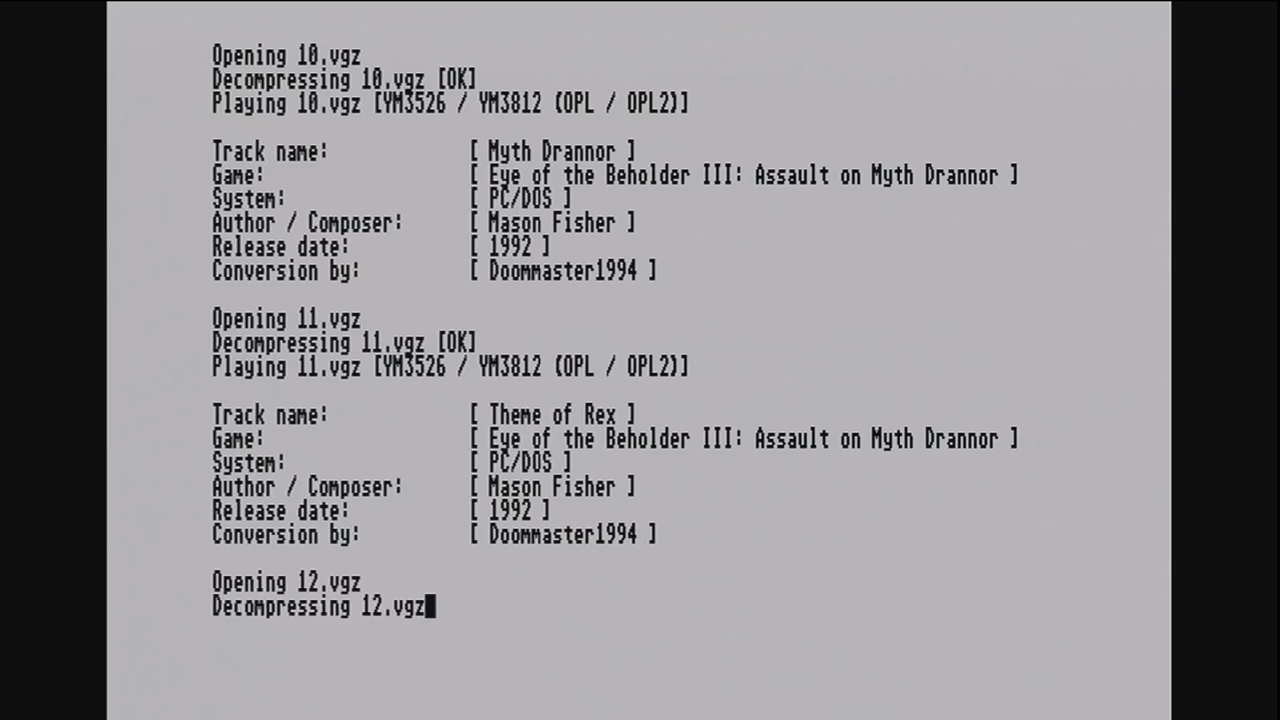 Opening 10.vgz
Decompressing 10.vgz [OK]
Playing 10.vgz [YM3526 / YM3812 (OPL / OPL2)]
Track name: [ Myth Drannor ]
Game: [ Eye of the Beholder III: Assault on Myth Drannor ]
System: [ PC/DOS ]
Author / Composer: [ Mason Fisher ]
Release date: [ 1992 ]
Conversion by: [ Doommaster1994 ]
Opening 11.vgz
Decompressing 11.vgz [OK]
Playing 11.vgz [YM3526 / YM3812 (OPL / OPL2)]
Track name: [ Theme of Rex ]
Game: [ Eye of the Beholder III: Assault on Myth Drannor ]
System: [ PC/DOS ]
Author / Composer: [ Mason Fisher ]
Release date: [ 1992 ]
Conversion by: [ Doommaster1994 ]
Opening 12.vgz
Decompressing 12.vgz